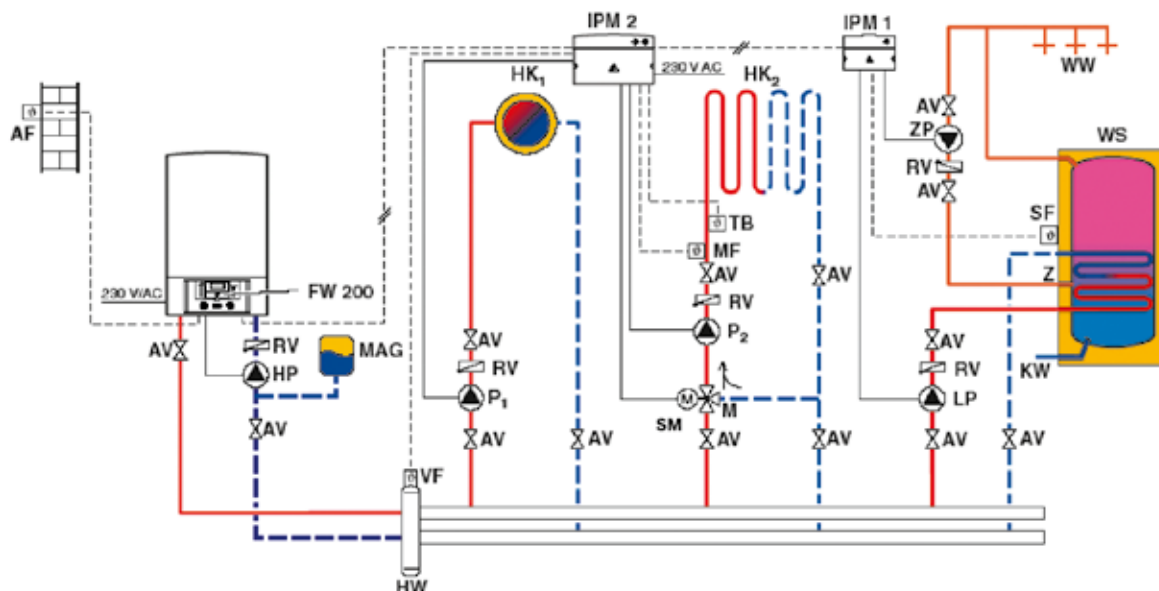 IPM 2
IPM 1
230 V AC
HK1
HK2
WW
AV
ZP
WS
RV
AV
AF
SF
TB
MF
AV
AV
Z
FW 200
230 V/AC
RV
AV
RV
MAG
P2
AV
AV
KW
HP
RV
RV
P1
M
LP
M
SM
AV
AV
AV
AV
AV
AV
AV
VF
HW